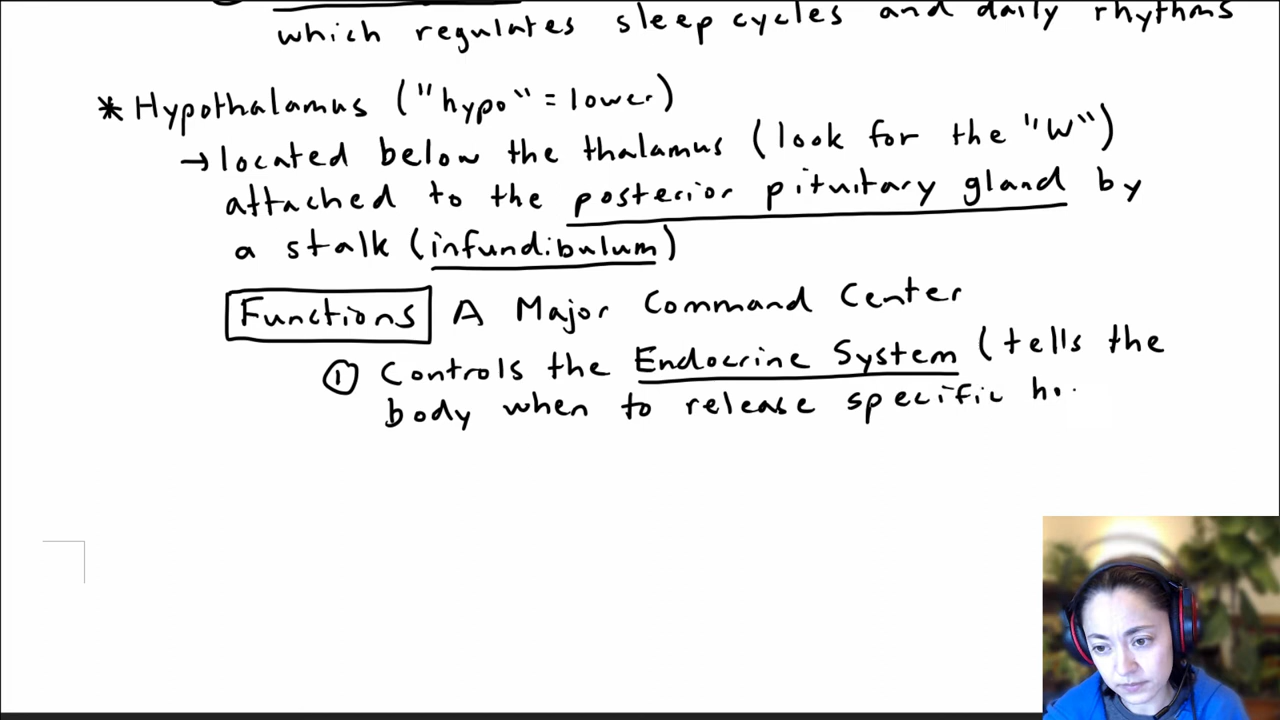 which regulates sleep cycles and daily rhythms
* Hypothalamus ("hypo" = lower)
→ located below the thalamus (look for the "W")
attached to the posterior pituitary gland by
a stalk (infundibulum)
Functions A Major Command Center
① Controls the Endocrine System (tells the
body when to release specific ho